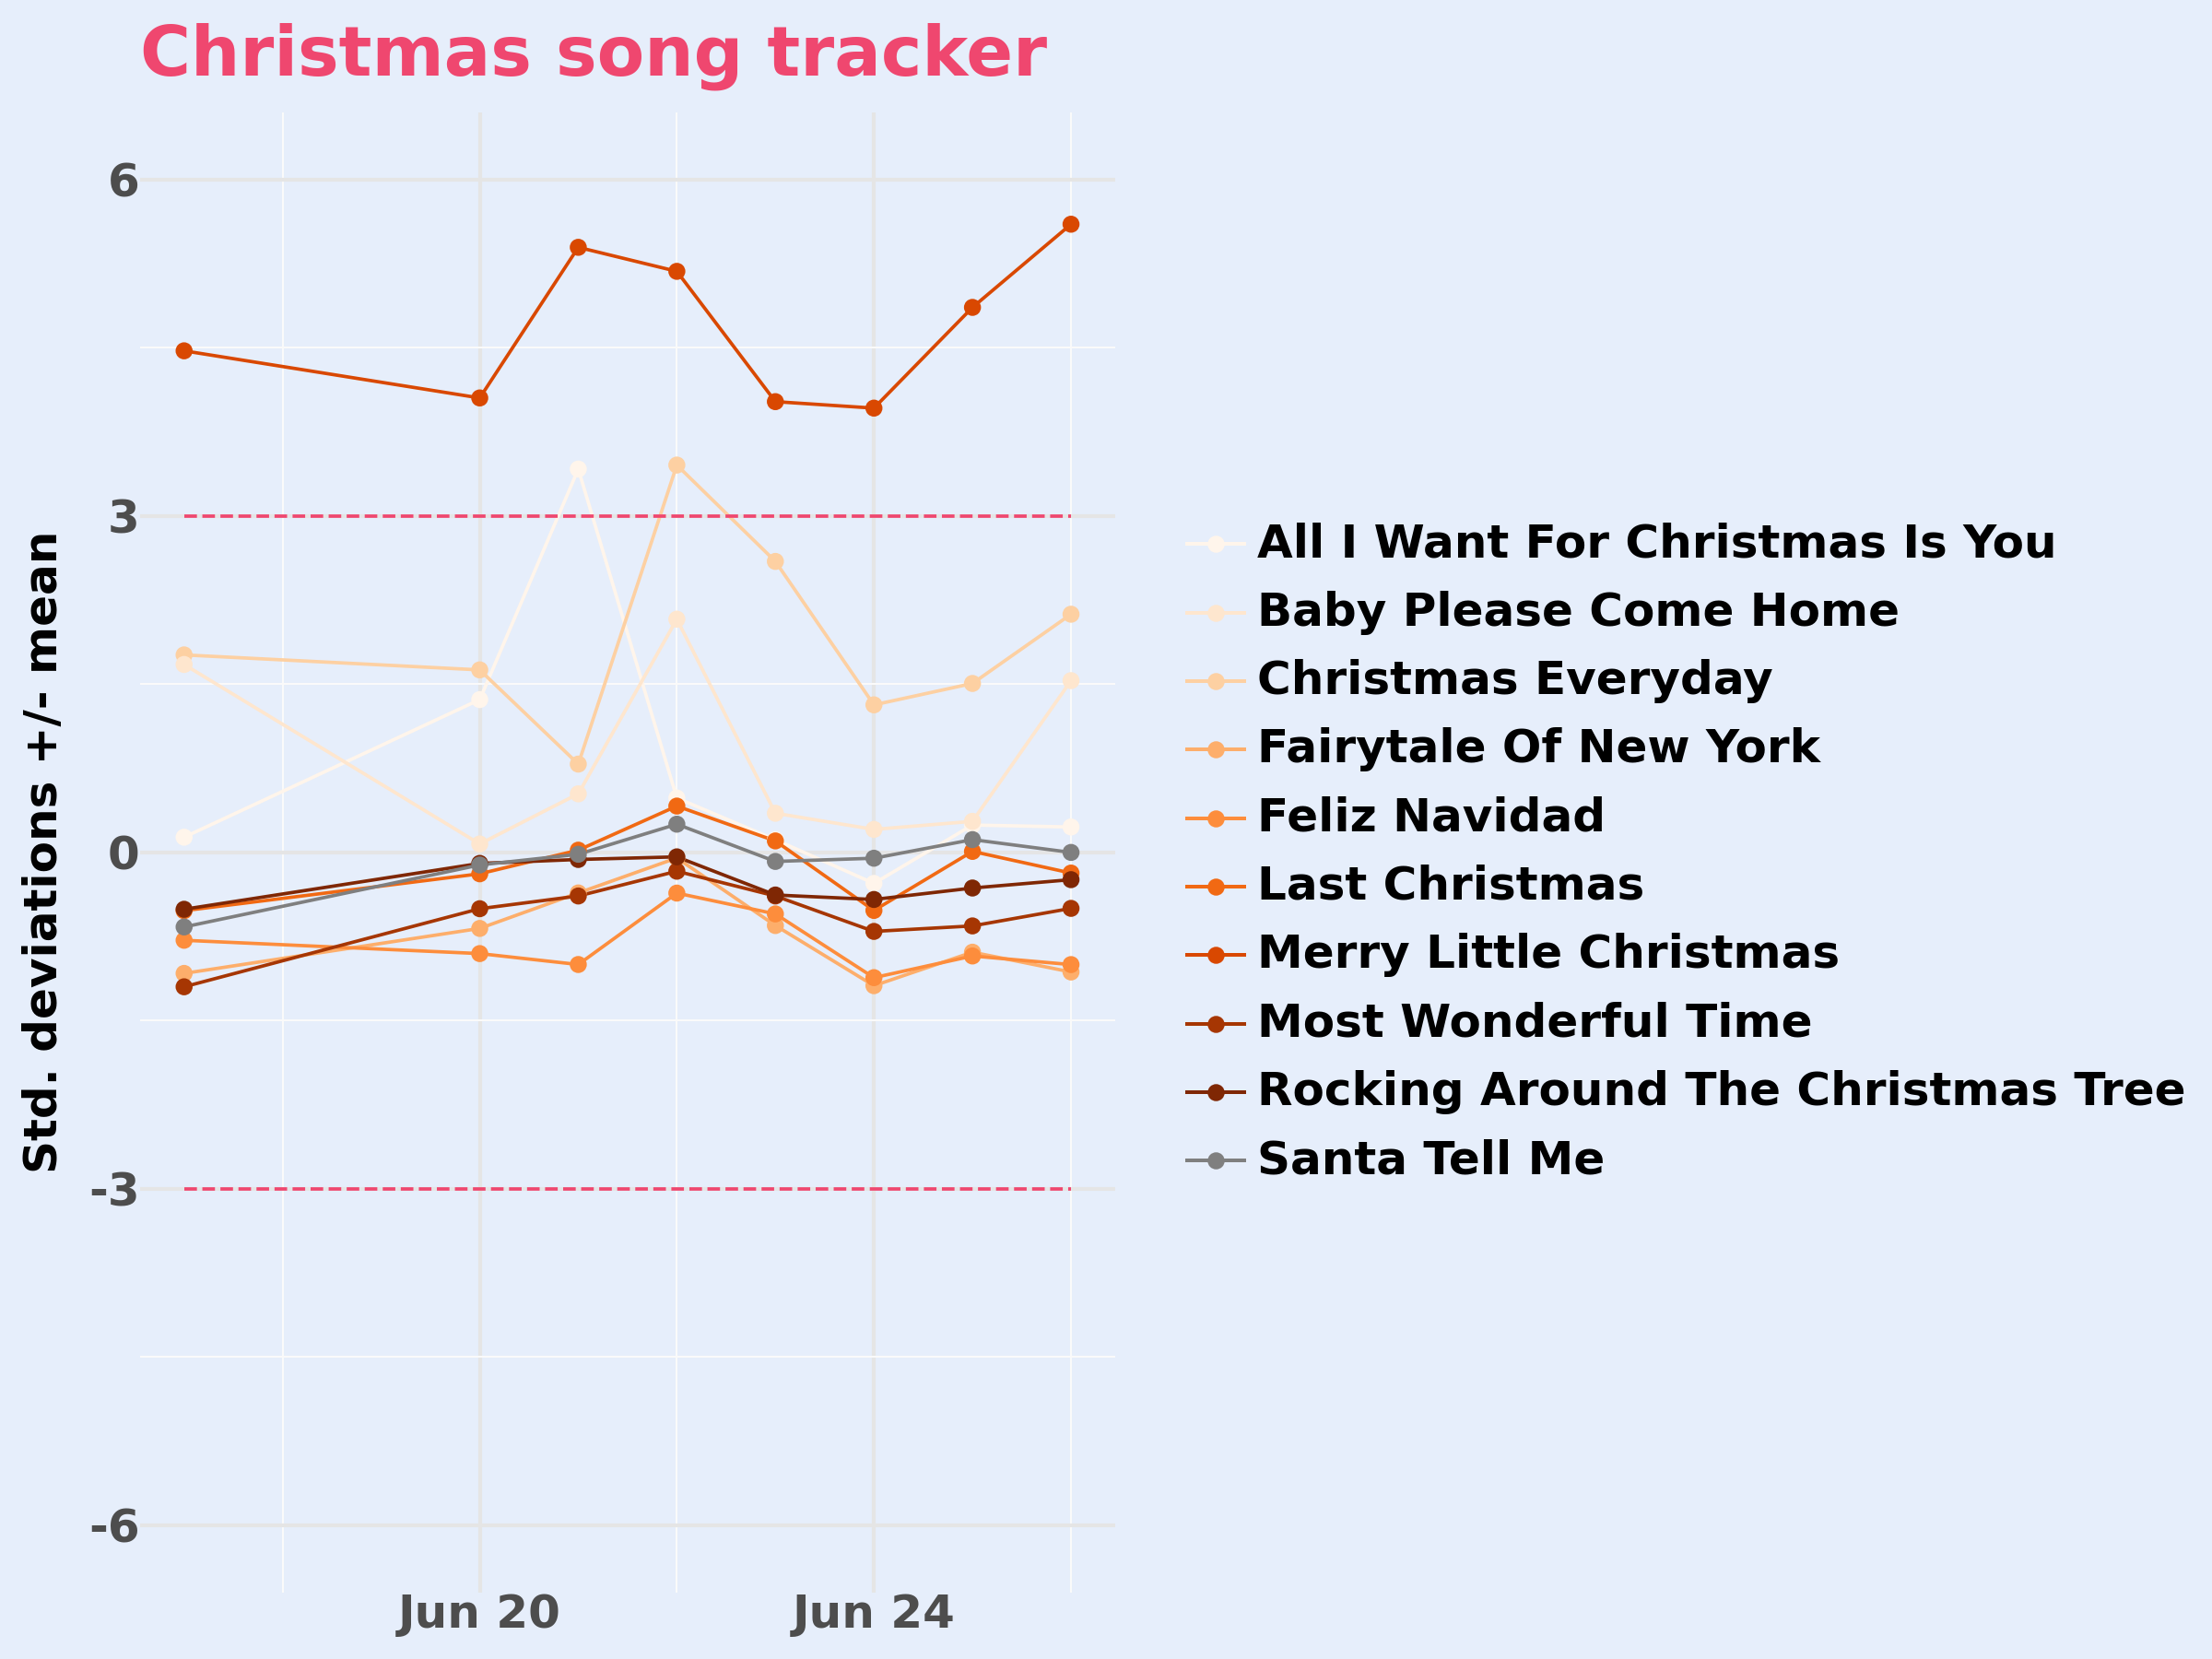 Christmas song tracker
Std. deviations +/- mean
6
3
0
-3
-6
Jun 20
Jun 24
All I Want For Christmas Is You
Baby Please Come Home
Christmas Everyday
Fairytale Of New York
Feliz Navidad
Last Christmas
Merry Little Christmas
Most Wonderful Time
Rocking Around The Christmas Tree
Santa Tell Me